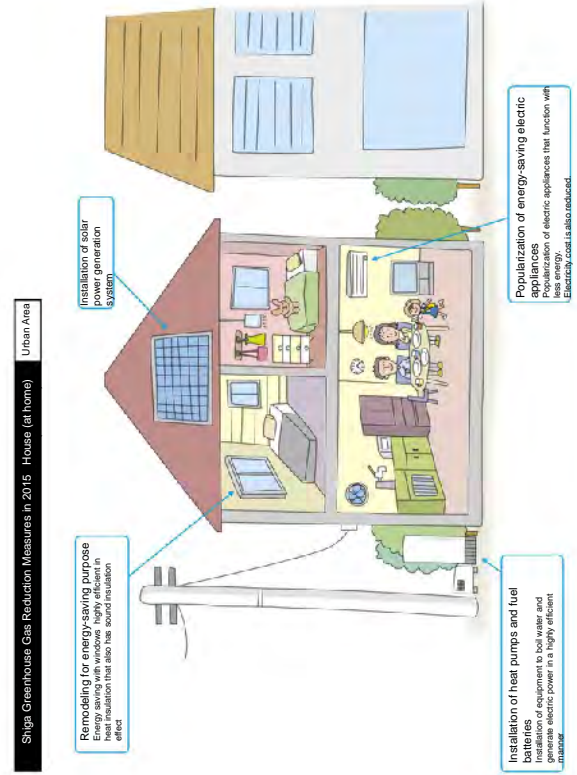 Shiga Greenhouse Gas Reduction Measures in 2015 House (at home)
Urban Area
Remodeling for energy-saving purpose
Energy saving with windows highly efficient in
heat insulation that also has sound insulation
effect
Installation of solar
power generation
system
Installation of heat pumps and fuel
batteries
Installation of equipment to boil water and
generate electric power in a highly efficient
manner
Popularization of energy-saving electric
appliances
Popularization of electric appliances that function with
less energy.
Electricity cost is also reduced.